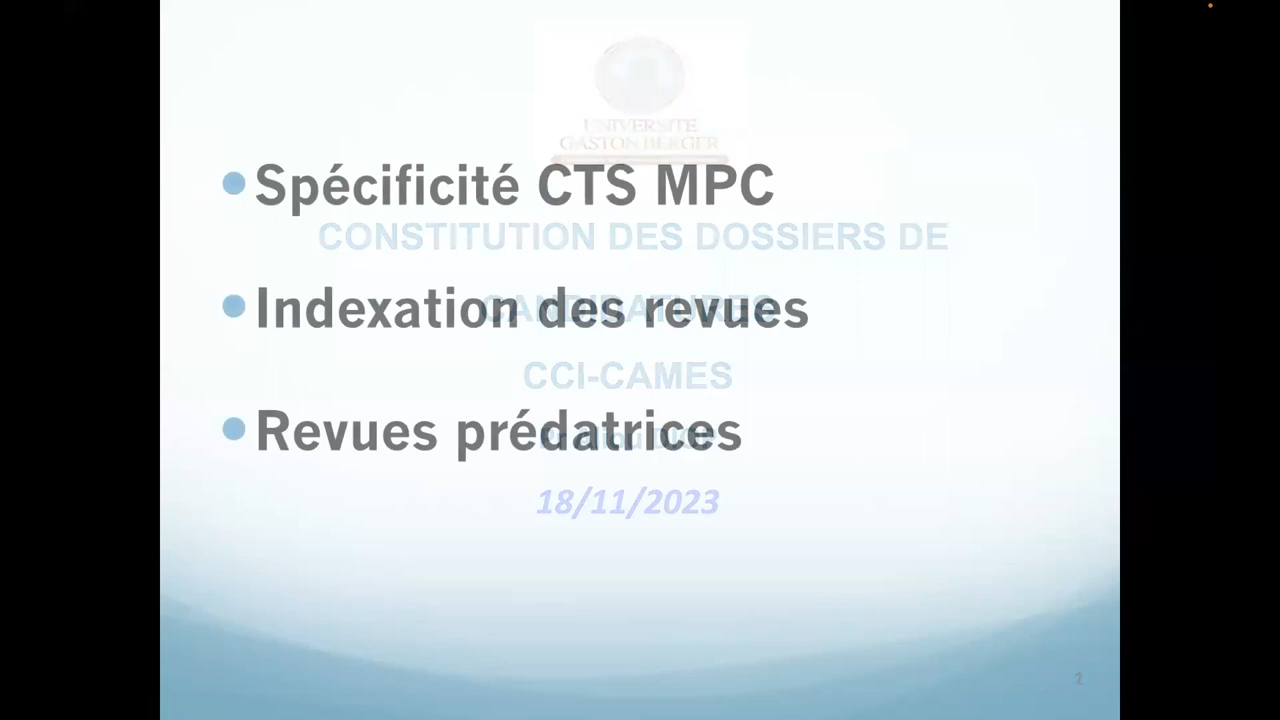 UNIVERSITE
GASTON BERGER
Spécificité CTS MPC
CONSTITUTION DES DOSSIERS DE
Indexation des revues
CANDIDATURES
CCI-CAMES
Revues prédatrices
18/11/2023
2